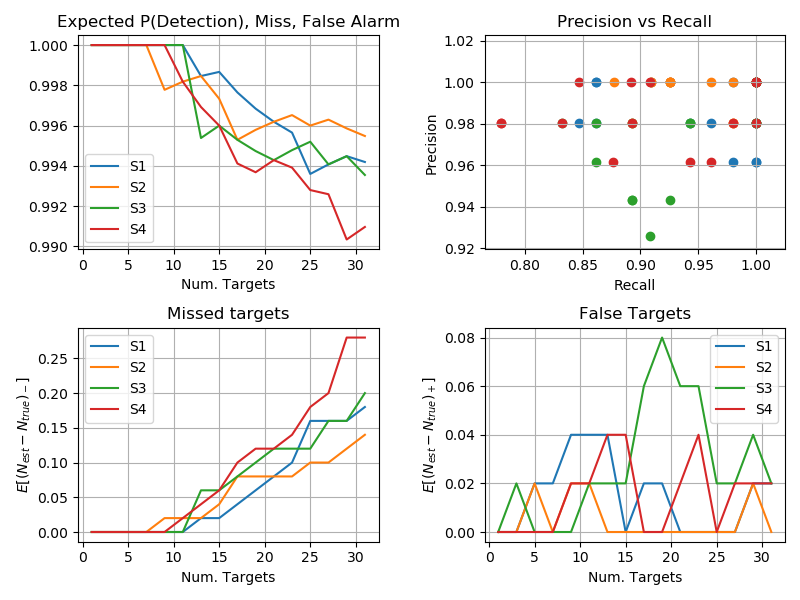 Expected P(Detection), Miss, False Alarm
1.000
0.998
0.996
0.994
0.992
0.990
S1
S2
S3
S4
0 5 10 15 20 25 30
Num. Targets
Precision vs Recall
1.02
1.00
0.98
0.96
0.94
0.92
Precision
0.80 0.85 0.90 0.95 1.00
Recall
Missed targets
0.25
0.20
0.15
0.10
0.05
0.00
E[(N_est − N_true)_−]
S1
S2
S3
S4
0 5 10 15 20 25 30
Num. Targets
False Targets
0.08
0.06
0.04
0.02
0.00
E[(N_est − N_true)_+]
S1
S2
S3
S4
0 5 10 15 20 25 30
Num. Targets